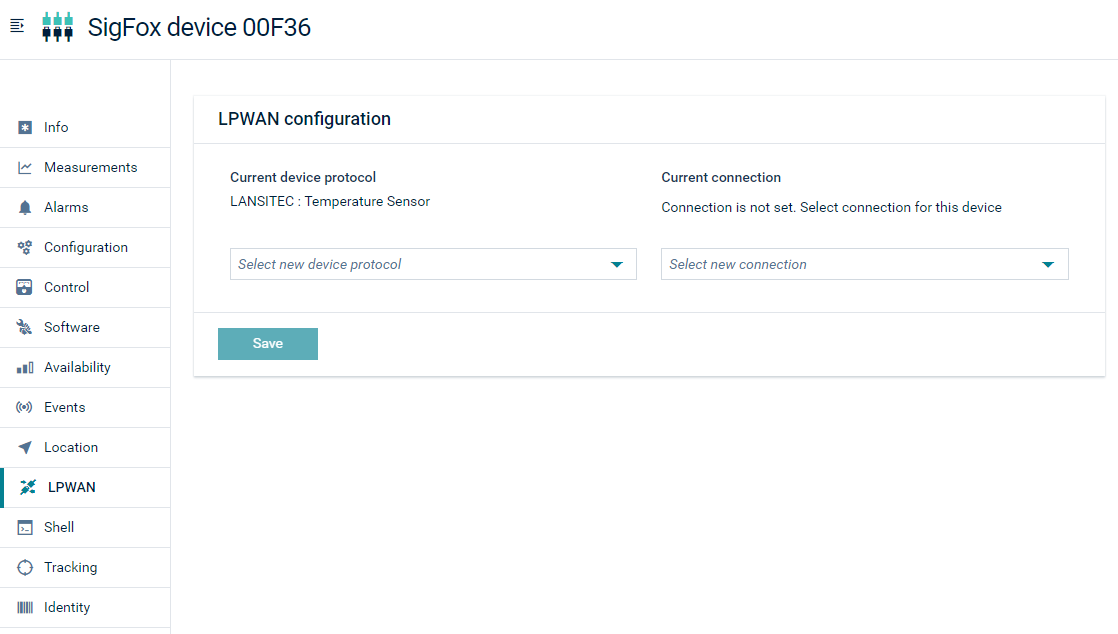 SigFox device 00F36
Info
Measurements
Alarms
Configuration
Control
Software
Availability
Events
Location
LPWAN
Shell
Tracking
Identity
LPWAN configuration
Current device protocol
LANSITEC : Temperature Sensor
Select new device protocol
Current connection
Connection is not set. Select connection for this device
Select new connection
Save